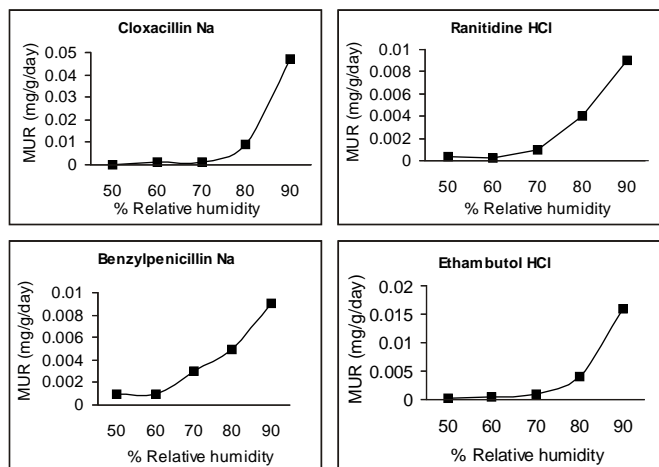 Cloxacillin Na
MUR (mg/g/day)
0.05
0.04
0.03
0.02
0.01
0
50 60 70 80 90
% Relative humidity
Ranitidine HCl
MUR (mg/g/day)
0.01
0.008
0.006
0.004
0.002
0
50 60 70 80 90
% Relative humidity
Benzylpenicillin Na
MUR (mg/g/day)
0.01
0.008
0.006
0.004
0.002
0
50 60 70 80 90
% Relative humidity
Ethambutol HCl
MUR (mg/g/day)
0.02
0.015
0.01
0.005
0
50 60 70 80 90
% Relative humidity